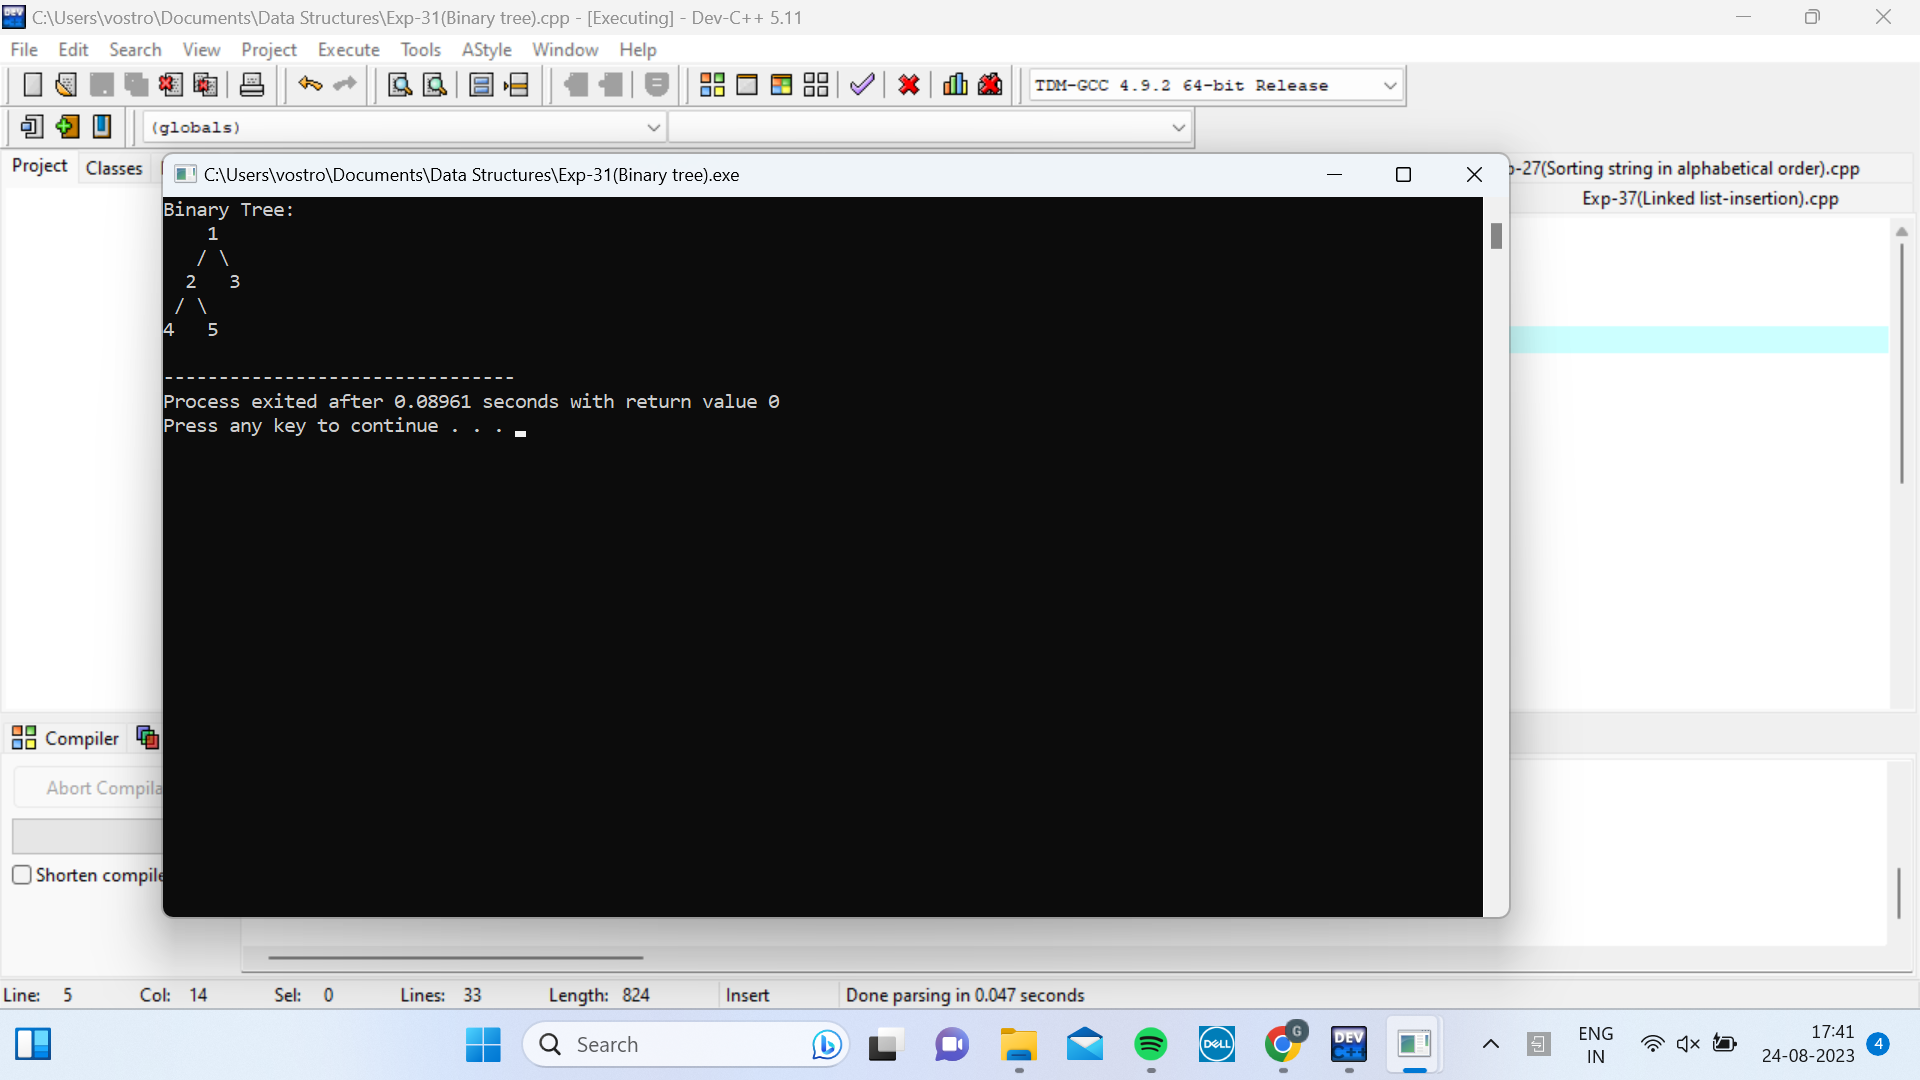 C:\Users\vostro\Documents\Data Structures\Exp-31(Binary tree).cpp - [Executing] - Dev-C++ 5.11
File Edit Search View Project Execute Tools AStyle Window Help
TDM-GCC 4.9.2 64-bit Release
(globals)
Project Classes
-27(Sorting string in alphabetical order).cpp
Exp-37(Linked list-insertion).cpp
C:\Users\vostro\Documents\Data Structures\Exp-31(Binary tree).exe
Binary Tree:
    1
   / \
  2   3
 / \
4   5
--------------------------------
Process exited after 0.08961 seconds with return value 0
Press any key to continue . . .
Compiler
Abort Compila
Shorten compile
Line: 5 Col: 14 Sel: 0 Lines: 33 Length: 824 Insert Done parsing in 0.047 seconds
Search
DELL
G
DEV C++
ENG
IN
17:41
24-08-2023
4